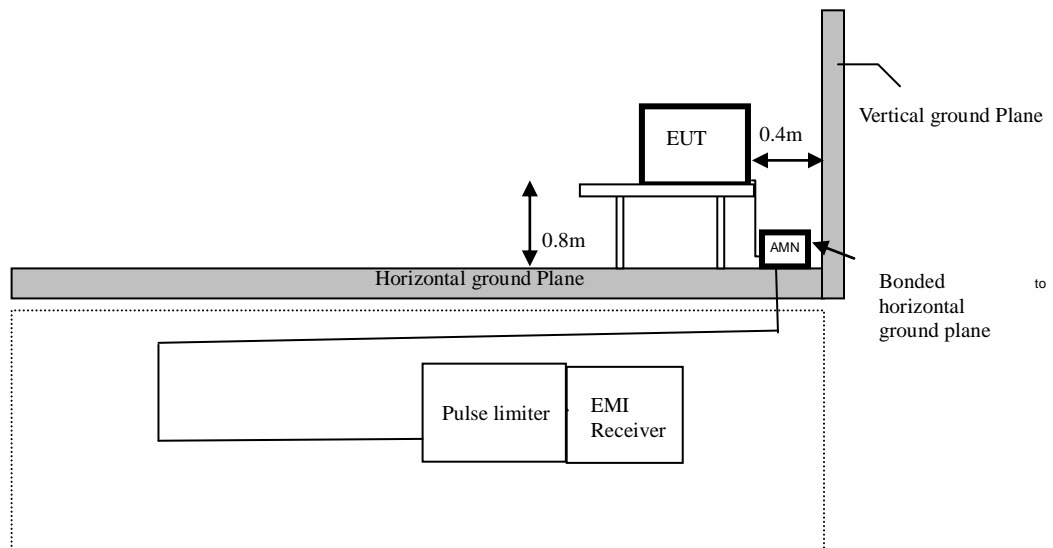 EUT
0.4m
Vertical ground Plane
0.8m
AMN
Horizontal ground Plane
Bonded to
horizontal
ground plane
Pulse limiter
EMI
Receiver